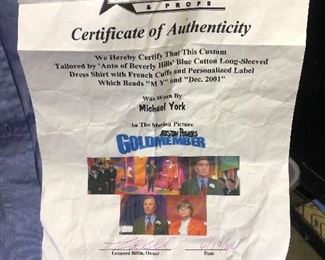 & PROPS
Certificate of Authenticity
We Hereby Certify That This Custom
Tailored by 'Anto of Beverly Hills' Blue Cotton Long-Sleeved
Dress Shirt with French Cuffs and Personalized Label
Which Reads "M Y" and "Dec. 2001"
Was Worn By
Michael York
In The Motion Picture
AUSTIN POWERS
GOLDMEMBER
Leonard Billin, Owner
Date